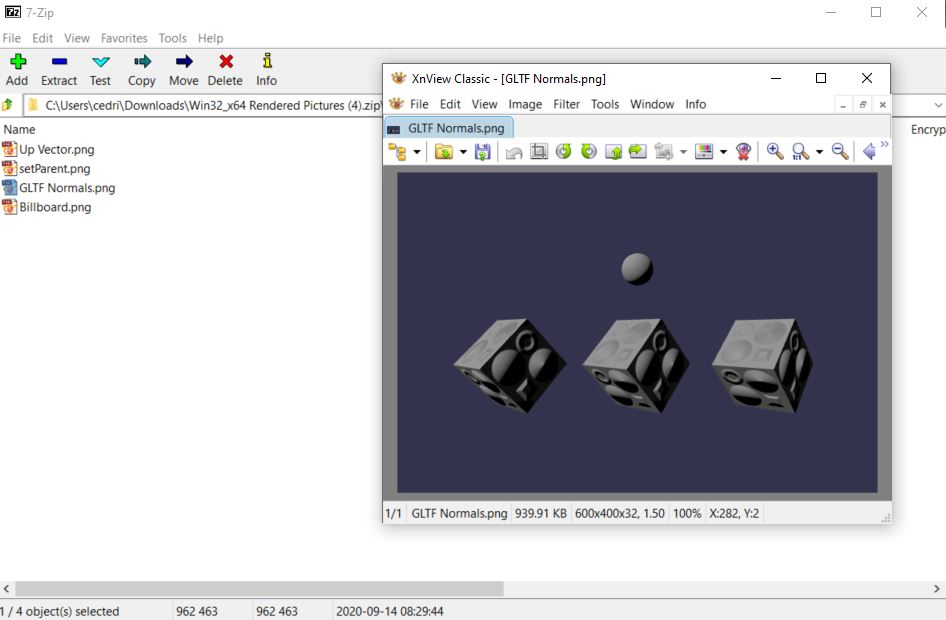 7-Zip
File Edit View Favorites Tools Help
Add Extract Test Copy Move Delete Info
C:\Users\cedri\Downloads\Win32_x64 Rendered Pictures (4).zip\
Name
Encryp
Up Vector.png
setParent.png
GLTF Normals.png
Billboard.png
XnView Classic - [GLTF Normals.png]
File Edit View Image Filter Tools Window Info
GLTF Normals.png
1:1
1/1 GLTF Normals.png 939.91 KB 600x400x32, 1.50 100% X:282, Y:2
1 / 4 object(s) selected 962 463 962 463 2020-09-14 08:29:44